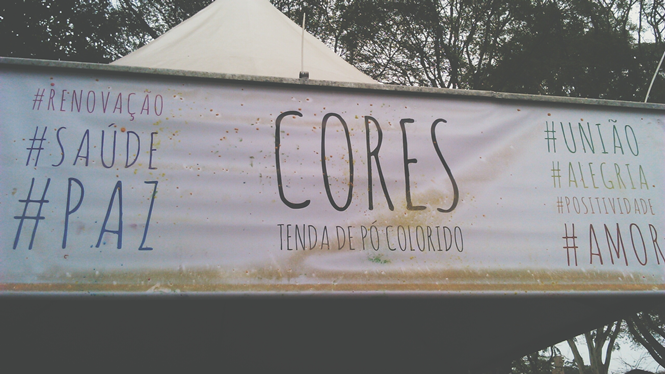 #RENOVAÇÃO
#SAÚDE
#PAZ
CORES
TENDA DE PÓ COLORIDO
#UNIÃO
#ALEGRIA.
#POSITIVIDADE
#AMOR